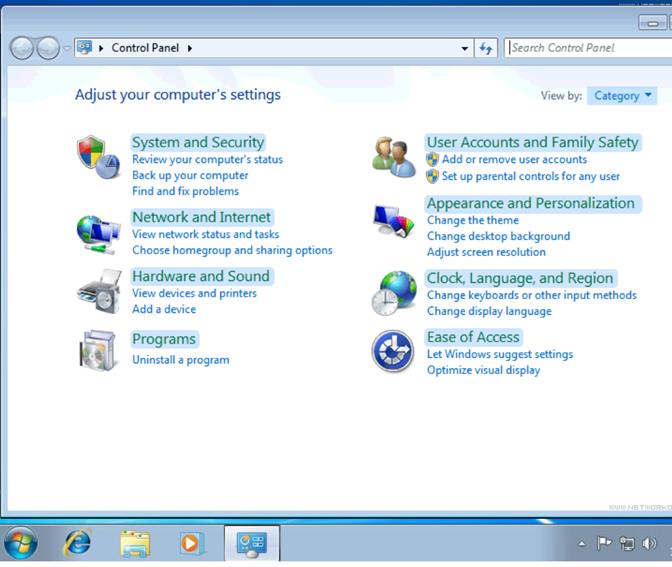 Control Panel
Search Control Panel
Adjust your computer's settings
View by: Category
System and Security
Review your computer's status
Back up your computer
Find and fix problems
Network and Internet
View network status and tasks
Choose homegroup and sharing options
Hardware and Sound
View devices and printers
Add a device
Programs
Uninstall a program
User Accounts and Family Safety
Add or remove user accounts
Set up parental controls for any user
Appearance and Personalization
Change the theme
Change desktop background
Adjust screen resolution
Clock, Language, and Region
Change keyboards or other input methods
Change display language
Ease of Access
Let Windows suggest settings
Optimize visual display